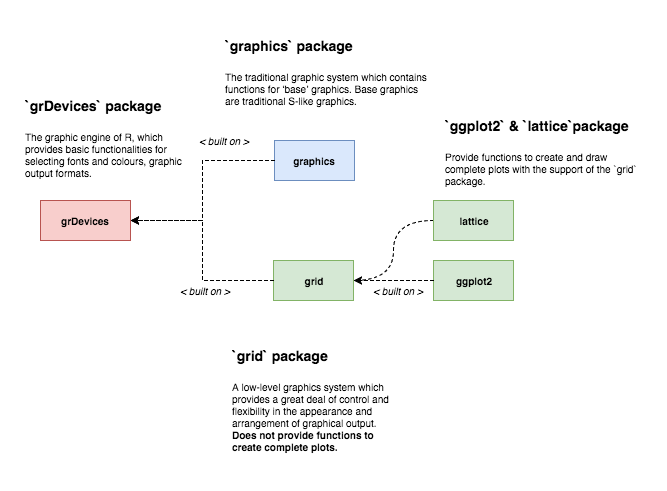 `graphics` package
The traditional graphic system which contains
functions for 'base' graphics. Base graphics
are traditional S-like graphics.
`grDevices` package
The graphic engine of R, which
provides basic functionalities for
selecting fonts and colours, graphic
output formats.
`ggplot2` & `lattice`package
Provide functions to create and draw
complete plots with the support of the `grid`
package.
< built on >
graphics
grDevices
lattice
grid
ggplot2
< built on >
< built on >
`grid` package
A low-level graphics system which
provides a great deal of control and
flexibility in the appearance and
arrangement of graphical output.
Does not provide functions to
create complete plots.